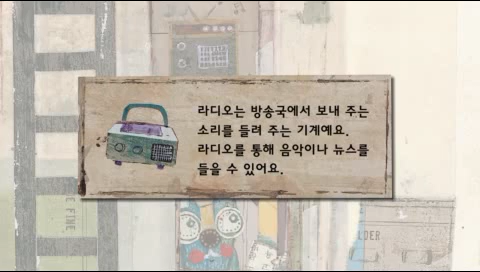 라디오는 방송국에서 보내 주는
소리를 들려 주는 기계예요.
라디오를 통해 음악이나 뉴스를
들을 수 있어요.